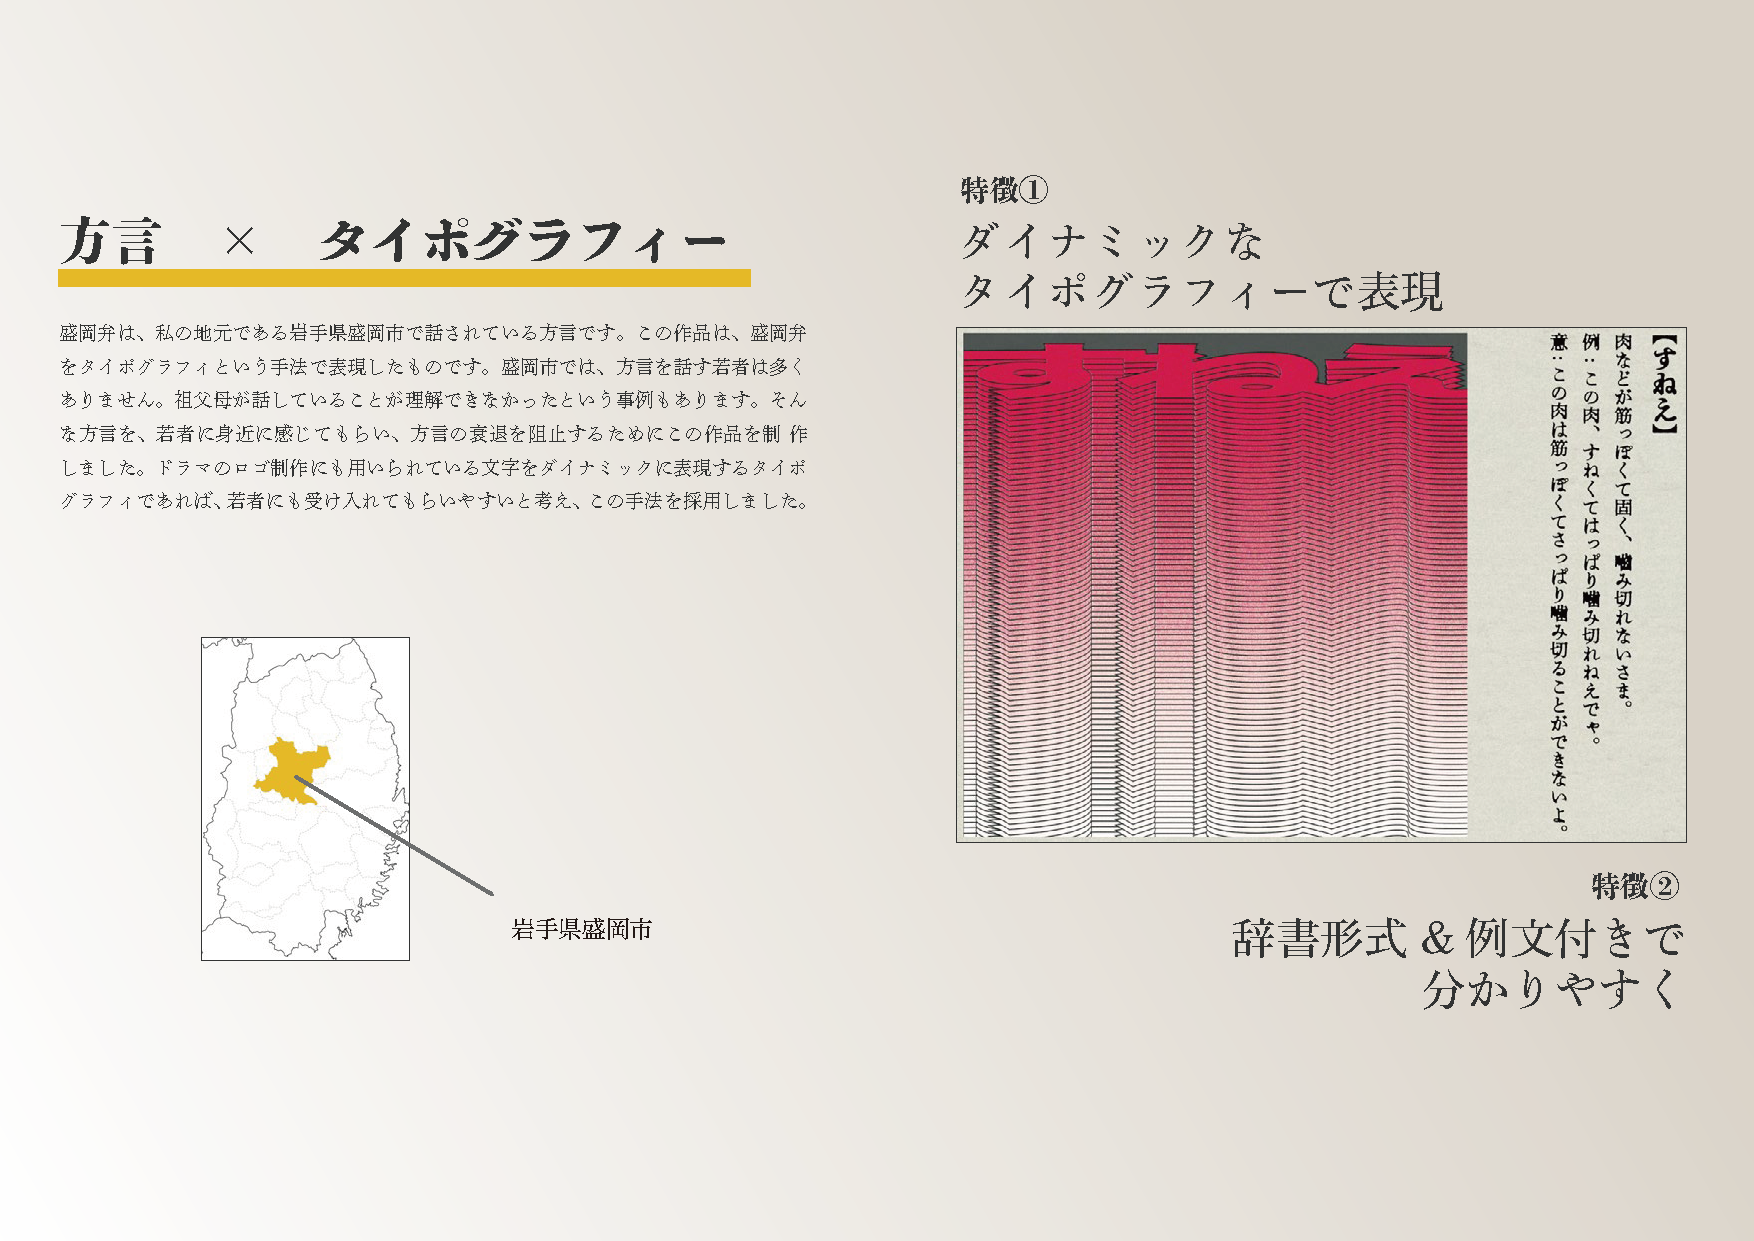 方言　×　タイポグラフィー
盛岡弁は、私の地元である岩手県盛岡市で話されている方言です。この作品は、盛岡弁
をタイポグラフィという手法で表現したものです。盛岡市では、方言を話す若者は多く
ありません。祖父母が話していることが理解できなかったという事例もあります。そん
な方言を、若者に身近に感じてもらい、方言の衰退を阻止するためにこの作品を制 作
しました。ドラマのロゴ制作にも用いられている文字をダイナミックに表現するタイポ
グラフィであれば、若者にも受け入れてもらいやすいと考え、この手法を採用しました。
岩手県盛岡市
特徴①
ダイナミックな
タイポグラフィーで表現
すねえ
【すねえ】
肉などが筋っぽくて固く、噛み切れないさま。
例：この肉、すねくてはっぱり噛み切れねえでゃ。
意：この肉は筋っぽくてさっぱり噛み切ることができないよ。
特徴②
辞書形式 & 例文付きで
分かりやすく